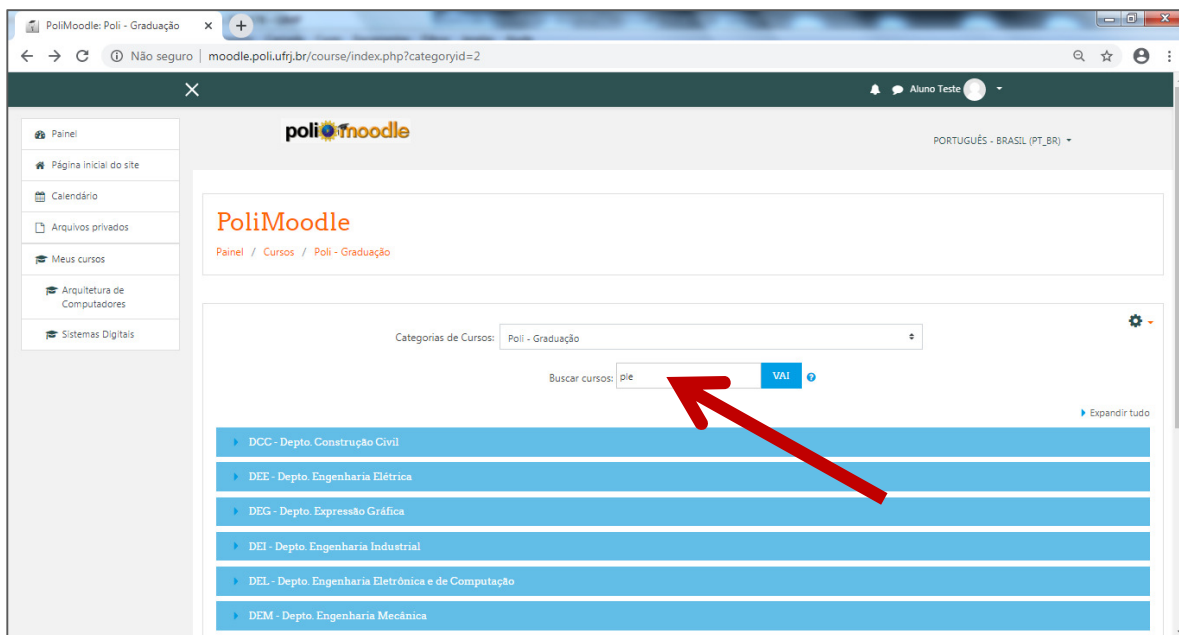 PoliMoodle: Poli - Graduação
Não seguro | moodle.poli.ufrj.br/course/index.php?categoryid=2
Aluno Teste
Painel
Página inicial do site
Calendário
Arquivos privados
Meus cursos
Arquitetura de
Computadores
Sistemas Digitais
poli moodle
PORTUGUÊS - BRASIL (PT_BR)
PoliMoodle
Painel / Cursos / Poli - Graduação
Categorias de Cursos: Poli - Graduação
Buscar cursos: ple VAI
Expandir tudo
DCC - Depto. Construção Civil
DEE - Depto. Engenharia Elétrica
DEG - Depto. Expressão Gráfica
DEI - Depto. Engenharia Industrial
DEL - Depto. Engenharia Eletrônica e de Computação
DEM - Depto. Engenharia Mecânica